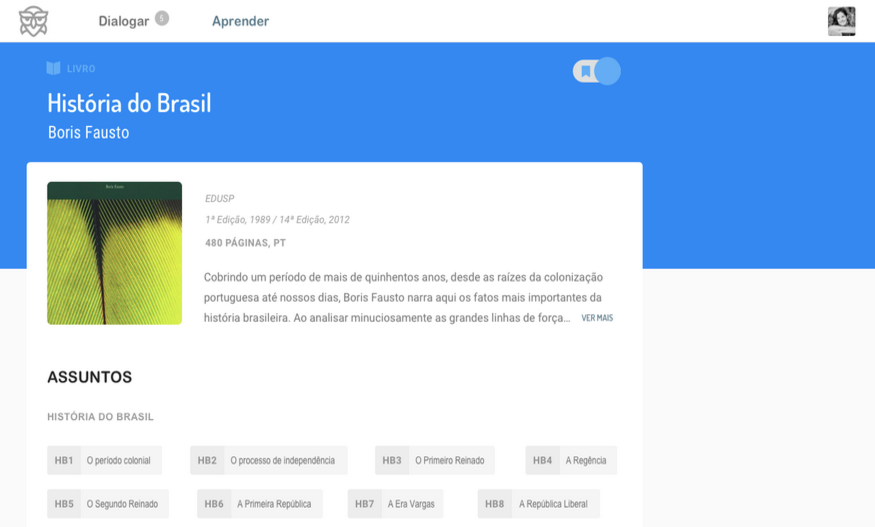 Dialogar 5 Aprender
LIVRO
História do Brasil
Boris Fausto
Boris Fausto
EDUSP
1ª Edição, 1989 / 14ª Edição, 2012
480 PÁGINAS, PT
Cobrindo um período de mais de quinhentos anos, desde as raízes da colonização
portuguesa até nossos dias, Boris Fausto narra aqui os fatos mais importantes da
história brasileira. Ao analisar minuciosamente as grandes linhas de força... VER MAIS
ASSUNTOS
HISTÓRIA DO BRASIL
HB1 O período colonial HB2 O processo de independência HB3 O Primeiro Reinado HB4 A Regência
HB5 O Segundo Reinado HB6 A Primeira República HB7 A Era Vargas HB8 A República Liberal